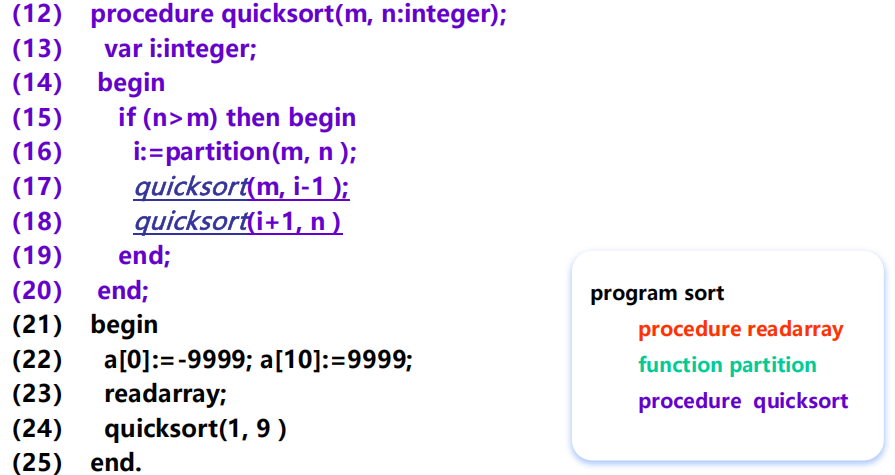 (12) procedure quicksort(m, n:integer);
(13) var i:integer;
(14) begin
(15) if (n>m) then begin
(16) i:=partition(m, n );
(17) quicksort(m, i-1 );
(18) quicksort(i+1, n )
(19) end;
(20) end;
(21) begin
(22) a[0]:=-9999; a[10]:=9999;
(23) readarray;
(24) quicksort(1, 9 )
(25) end.
program sort
procedure readarray
function partition
procedure quicksort